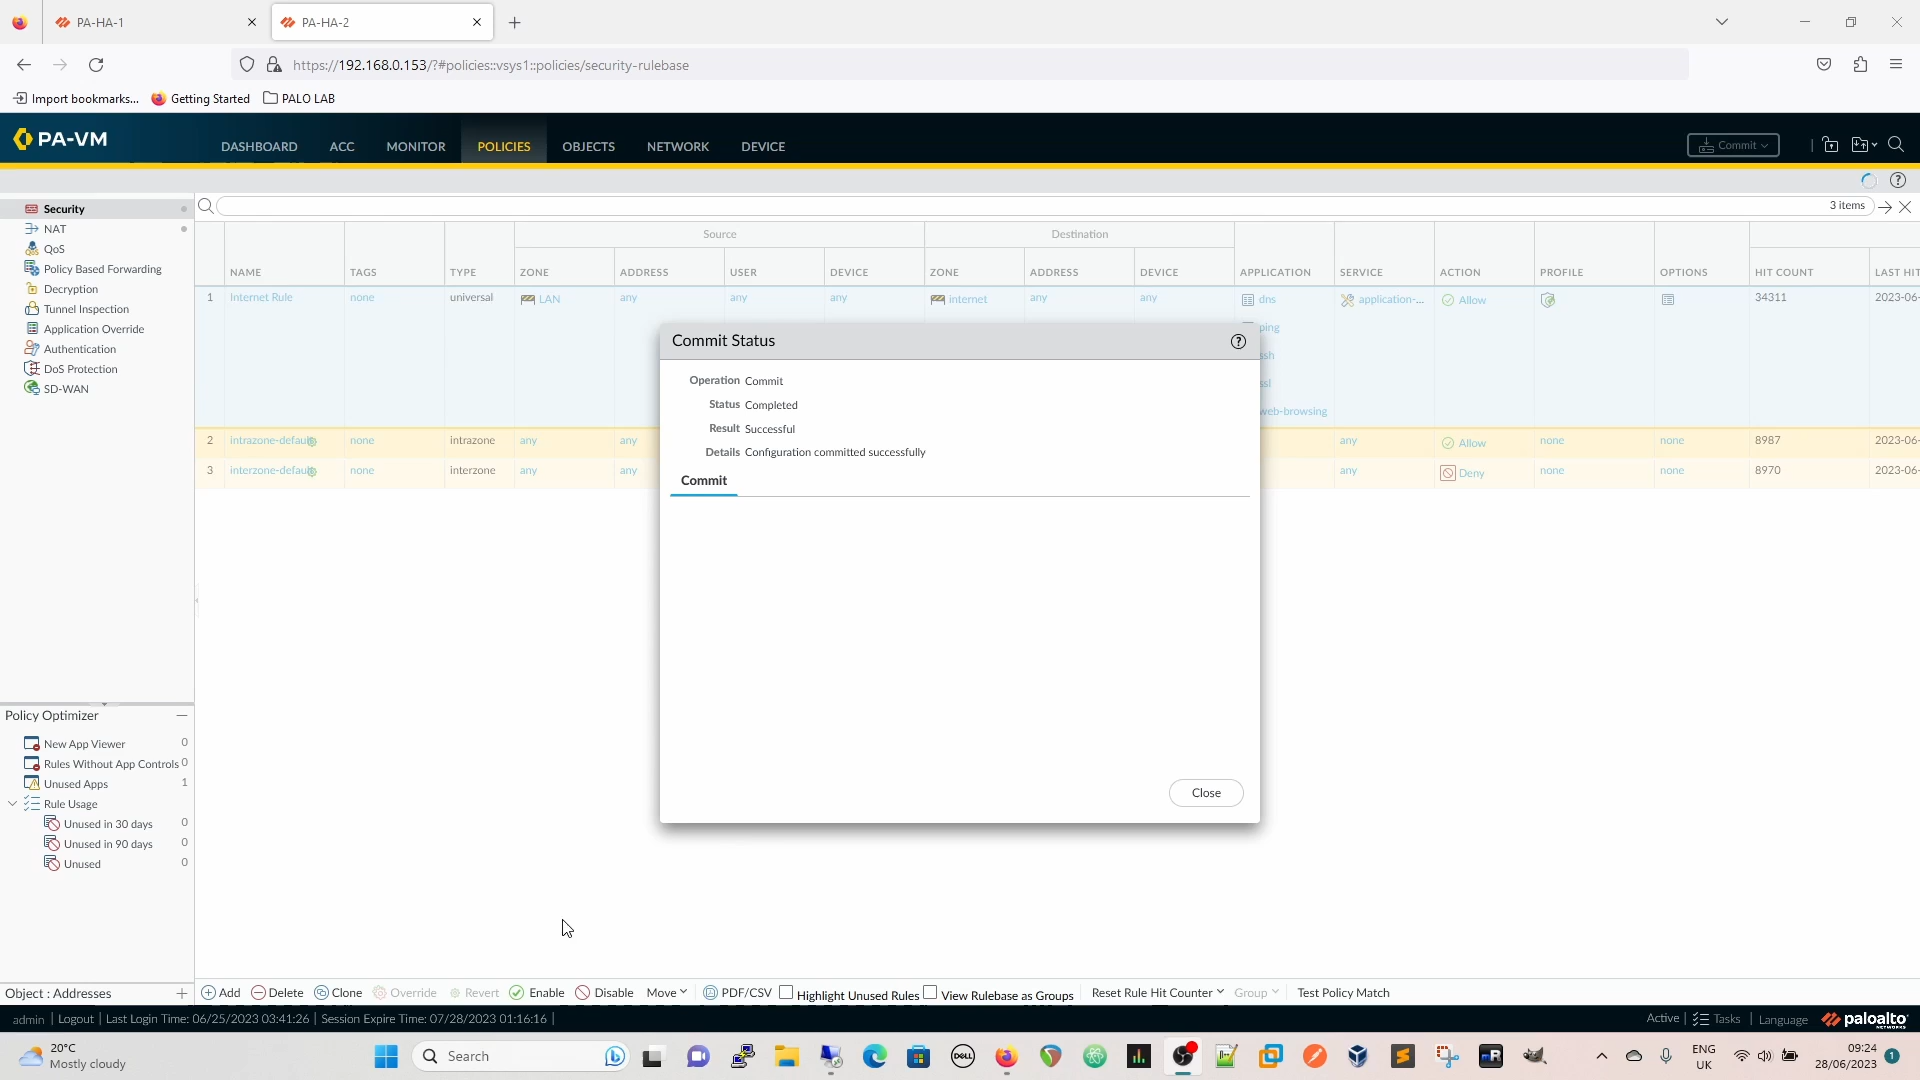 PA-HA-1
PA-HA-2
https://192.168.0.153/?#policies::vsys1::policies/security-rulebase
Import bookmarks... Getting Started PALO LAB
PA-VM DASHBOARD ACC MONITOR POLICIES OBJECTS NETWORK DEVICE Commit
3 items
Security
NAT
QoS
Policy Based Forwarding
Decryption
Tunnel Inspection
Application Override
Authentication
DoS Protection
SD-WAN
Source Destination
NAME TAGS TYPE ZONE ADDRESS USER DEVICE ZONE ADDRESS DEVICE APPLICATION SERVICE ACTION PROFILE OPTIONS HIT COUNT LAST HIT
1 Internet Rule none universal LAN any any any internet any any dns application-... Allow 34311 2023-06-
ping
ssh
ssl
web-browsing
2 intrazone-default none intrazone any any any Allow none none 8987 2023-06-
3 interzone-default none interzone any any any Deny none none 8970 2023-06-
Commit Status
Operation Commit
Status Completed
Result Successful
Details Configuration committed successfully
Commit
Close
Policy Optimizer
New App Viewer 0
Rules Without App Controls 0
Unused Apps 1
Rule Usage
Unused in 30 days 0
Unused in 90 days 0
Unused 0
Object : Addresses
Add Delete Clone Override Revert Enable Disable Move PDF/CSV Highlight Unused Rules View Rulebase as Groups Reset Rule Hit Counter Group Test Policy Match
admin | Logout | Last Login Time: 06/25/2023 03:41:26 | Session Expire Time: 07/28/2023 01:16:16 |
Active | Tasks | Language paloalto NETWORKS
20°C
Mostly cloudy
Search
DELL
ENG
UK
09:24
28/06/2023
1